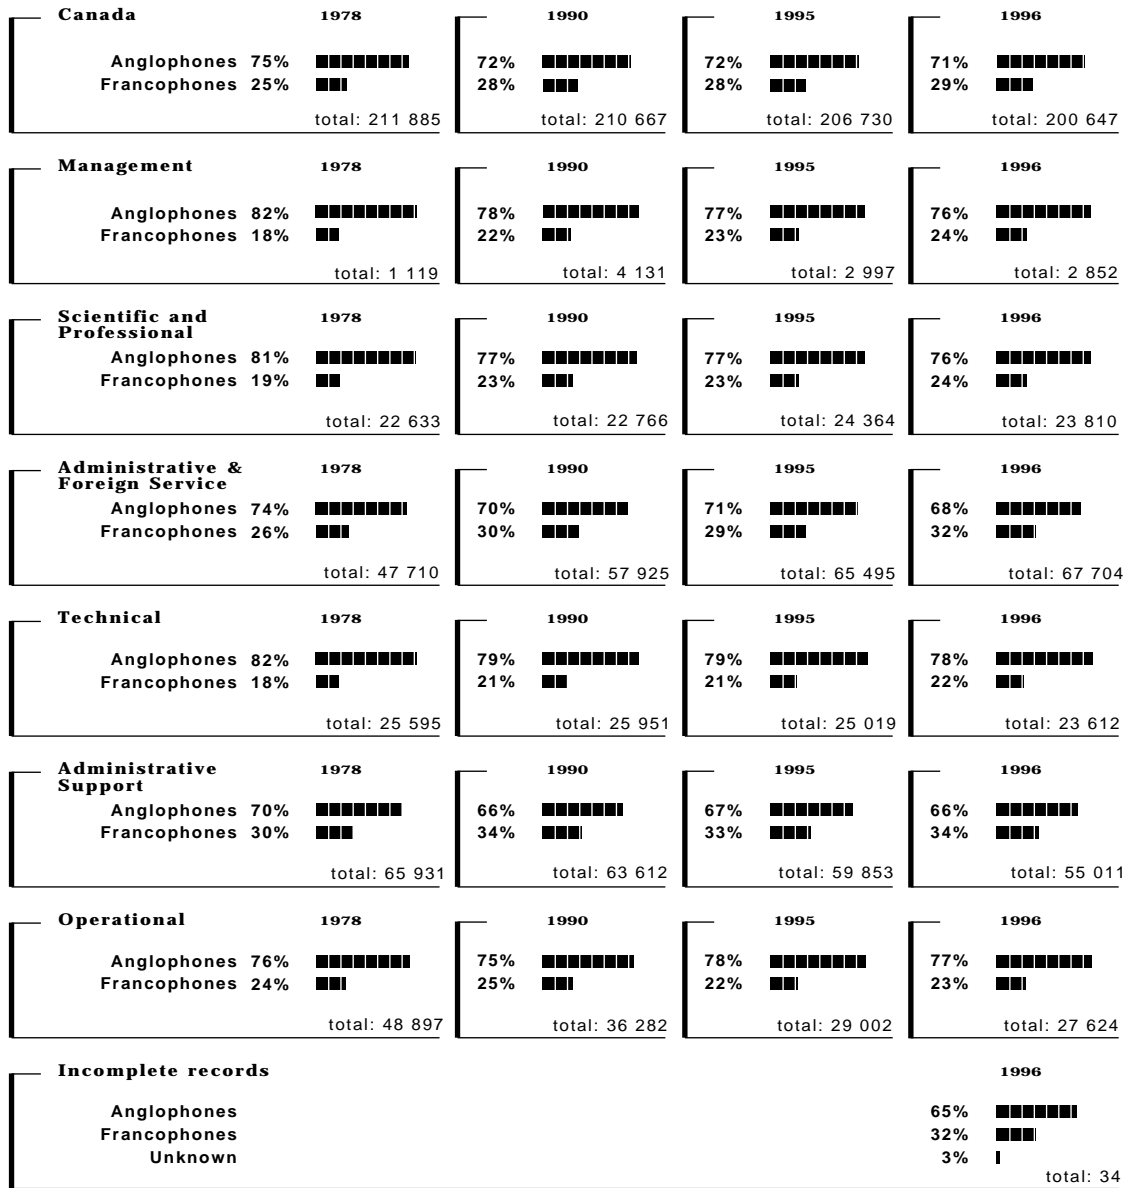 Canada 1978 1990 1995 1996
Anglophones 75% 72% 72% 71%
Francophones 25% 28% 28% 29%
total: 211 885 total: 210 667 total: 206 730 total: 200 647
Management 1978 1990 1995 1996
Anglophones 82% 78% 77% 76%
Francophones 18% 22% 23% 24%
total: 1 119 total: 4 131 total: 2 997 total: 2 852
Scientific and 1978 1990 1995 1996
Professional
Anglophones 81% 77% 77% 76%
Francophones 19% 23% 23% 24%
total: 22 633 total: 22 766 total: 24 364 total: 23 810
Administrative & 1978 1990 1995 1996
Foreign Service
Anglophones 74% 70% 71% 68%
Francophones 26% 30% 29% 32%
total: 47 710 total: 57 925 total: 65 495 total: 67 704
Technical 1978 1990 1995 1996
Anglophones 82% 79% 79% 78%
Francophones 18% 21% 21% 22%
total: 25 595 total: 25 951 total: 25 019 total: 23 612
Administrative 1978 1990 1995 1996
Support
Anglophones 70% 66% 67% 66%
Francophones 30% 34% 33% 34%
total: 65 931 total: 63 612 total: 59 853 total: 55 011
Operational 1978 1990 1995 1996
Anglophones 76% 75% 78% 77%
Francophones 24% 25% 22% 23%
total: 48 897 total: 36 282 total: 29 002 total: 27 624
Incomplete records 1996
Anglophones 65%
Francophones 32%
Unknown 3%
total: 34